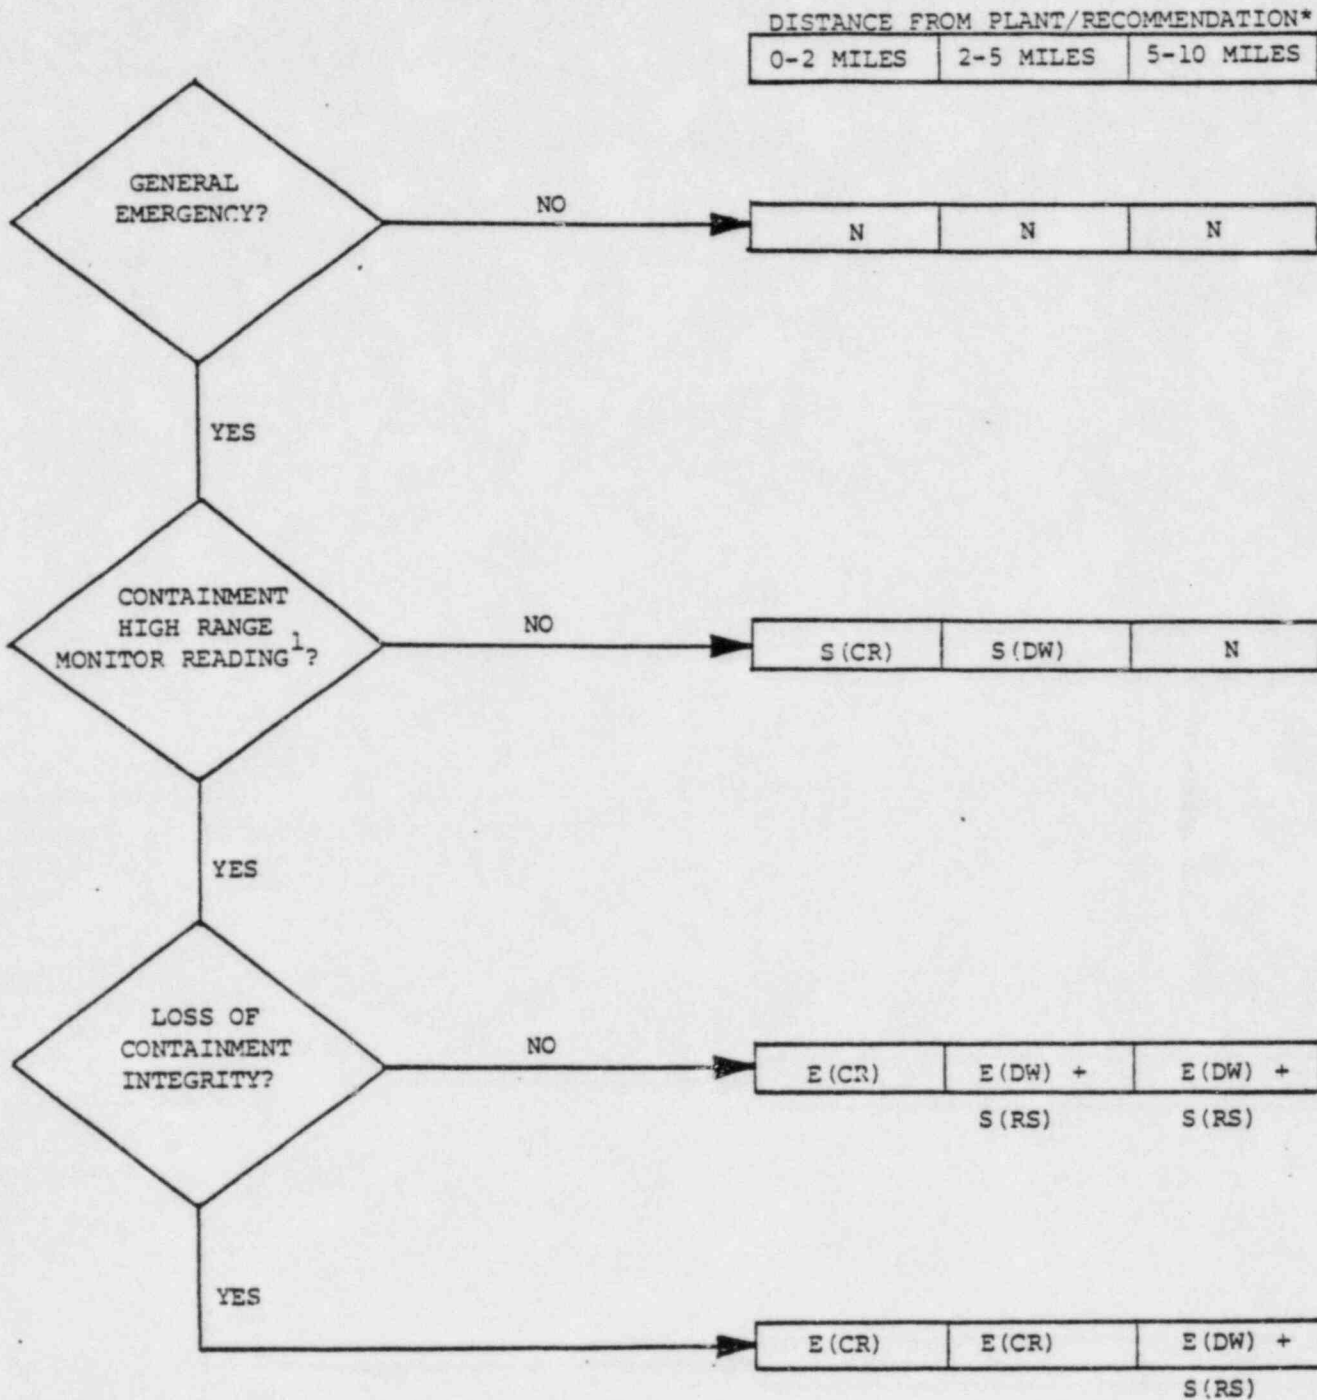 DISTANCE FROM PLANT/RECOMMENDATION*
0-2 MILES 2-5 MILES 5-10 MILES
GENERAL
EMERGENCY?
NO
N N N
YES
CONTAINMENT
HIGH RANGE
MONITOR READING1?
NO
S(CR) S(DW) N
YES
LOSS OF
CONTAINMENT
INTEGRITY?
NO
E(CR) E(DW) + E(DW) +
S(RS) S(RS)
YES
E(CR) E(CR) E(DW) +
S(RS)